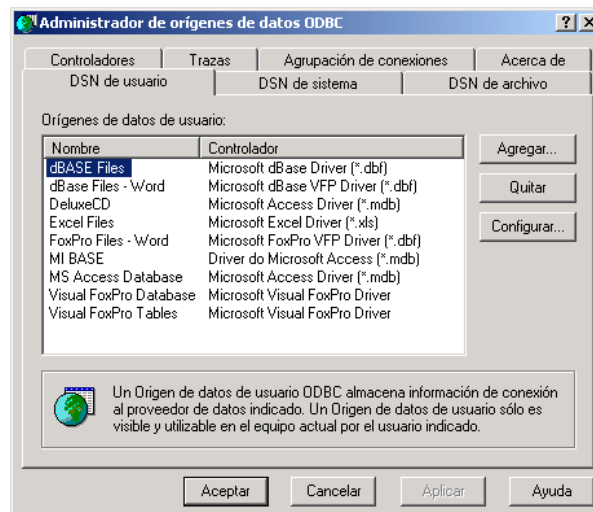 Administrador de orígenes de datos ODBC
Controladores Trazas Agrupación de conexiones Acerca de
DSN de usuario DSN de sistema DSN de archivo
Orígenes de datos de usuario:
Nombre Controlador
dBASE Files Microsoft dBase Driver (*.dbf)
dBase Files - Word Microsoft dBase VFP Driver (*.dbf)
DeluxeCD Microsoft Access Driver (*.mdb)
Excel Files Microsoft Excel Driver (*.xls)
FoxPro Files - Word Microsoft FoxPro VFP Driver (*.dbf)
MI BASE Driver do Microsoft Access (*.mdb)
MS Access Database Microsoft Access Driver (*.mdb)
Visual FoxPro Database Microsoft Visual FoxPro Driver
Visual FoxPro Tables Microsoft Visual FoxPro Driver
Agregar...
Quitar
Configurar...
Un Origen de datos de usuario ODBC almacena información de conexión
al proveedor de datos indicado. Un Origen de datos de usuario sólo es
visible y utilizable en el equipo actual por el usuario indicado.
Aceptar Cancelar Aplicar Ayuda